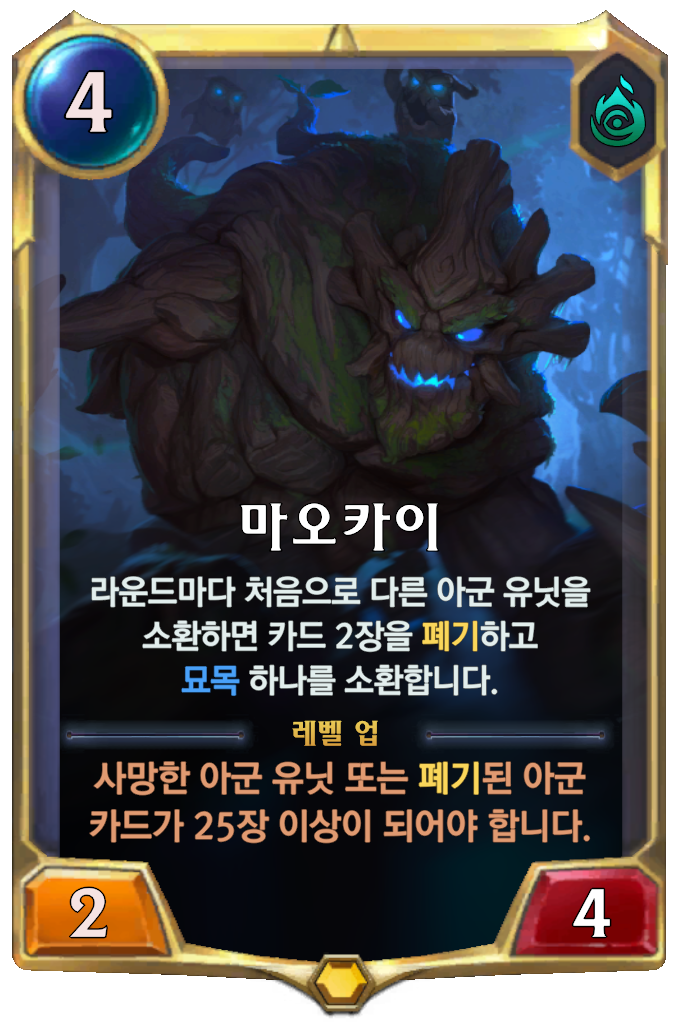 4
마오카이
라운드마다 처음으로 다른 아군 유닛을
소환하면 카드 2장을 폐기하고
묘목 하나를 소환합니다.
레벨 업
사망한 아군 유닛 또는 폐기된 아군
카드가 25장 이상이 되어야 합니다.
2
4